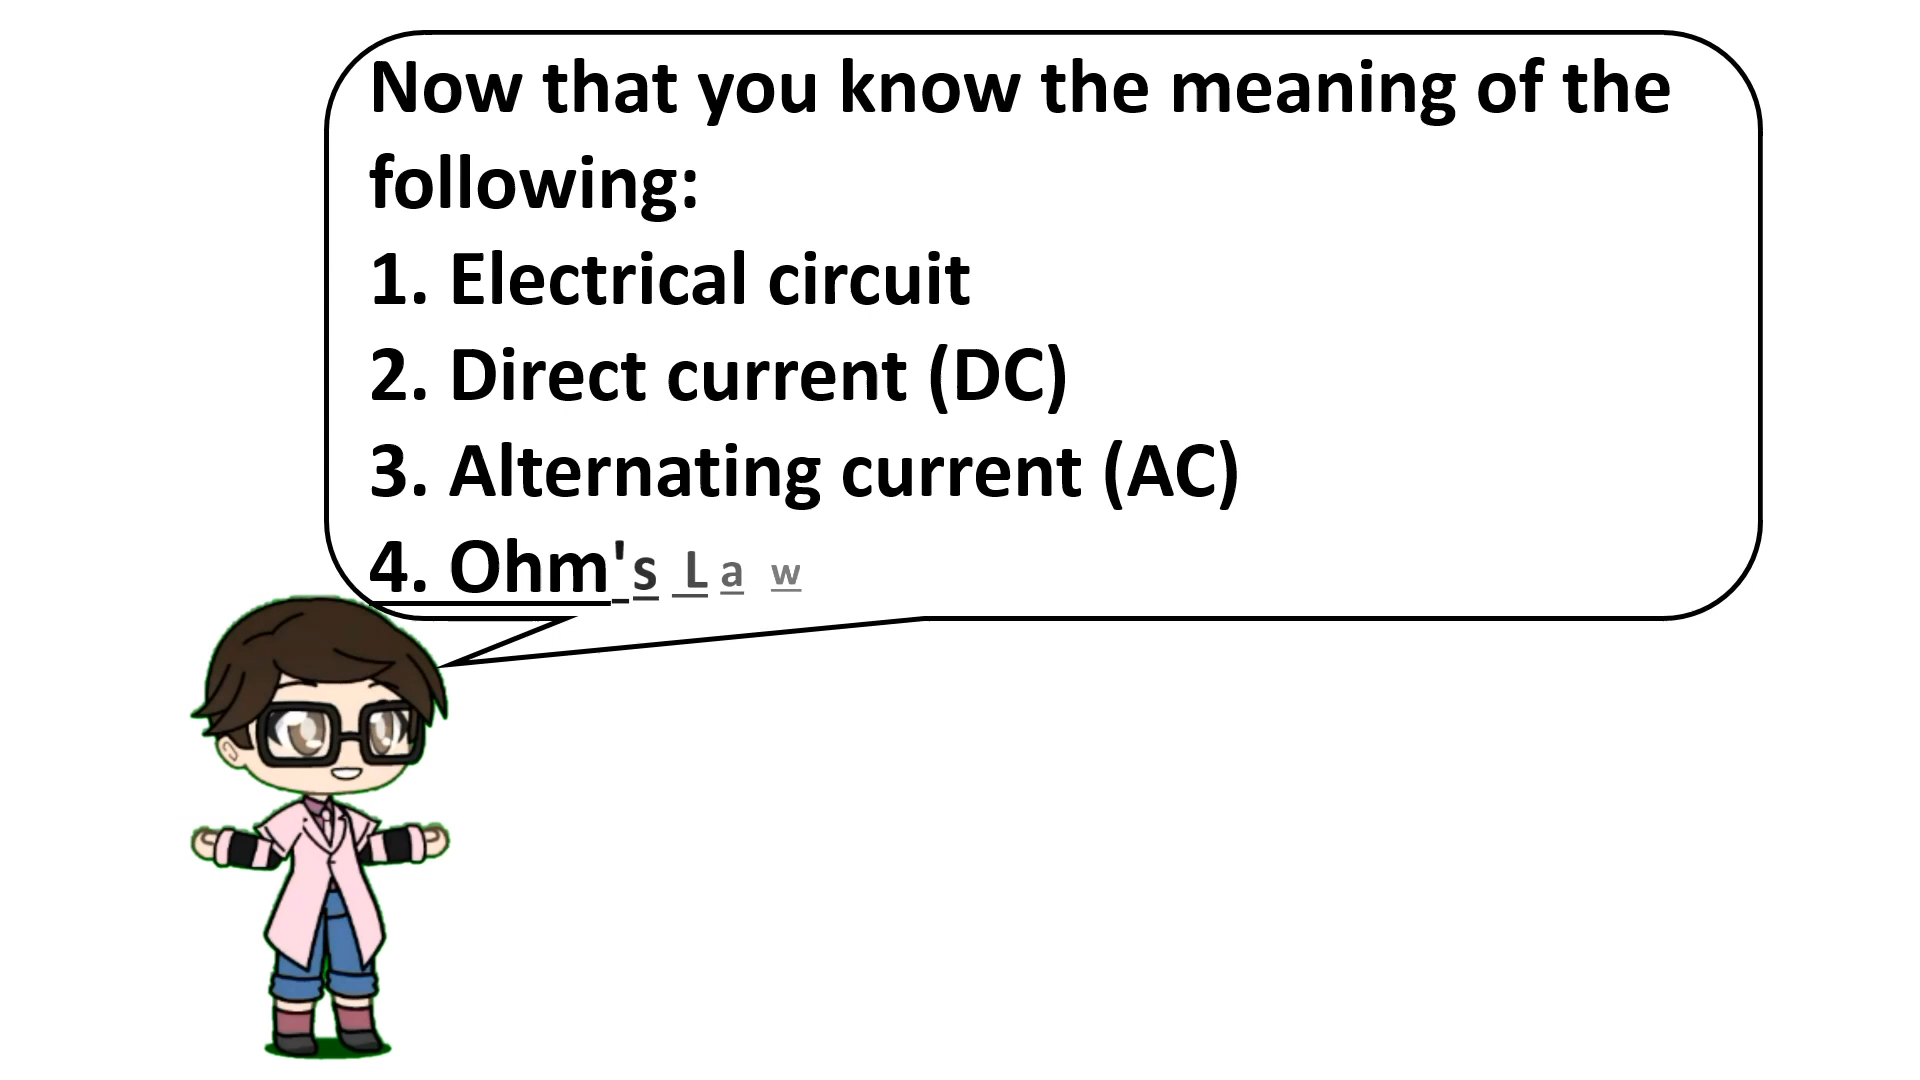 Now that you know the meaning of the
following:
1. Electrical circuit
2. Direct current (DC)
3. Alternating current (AC)
4. Ohm's Law